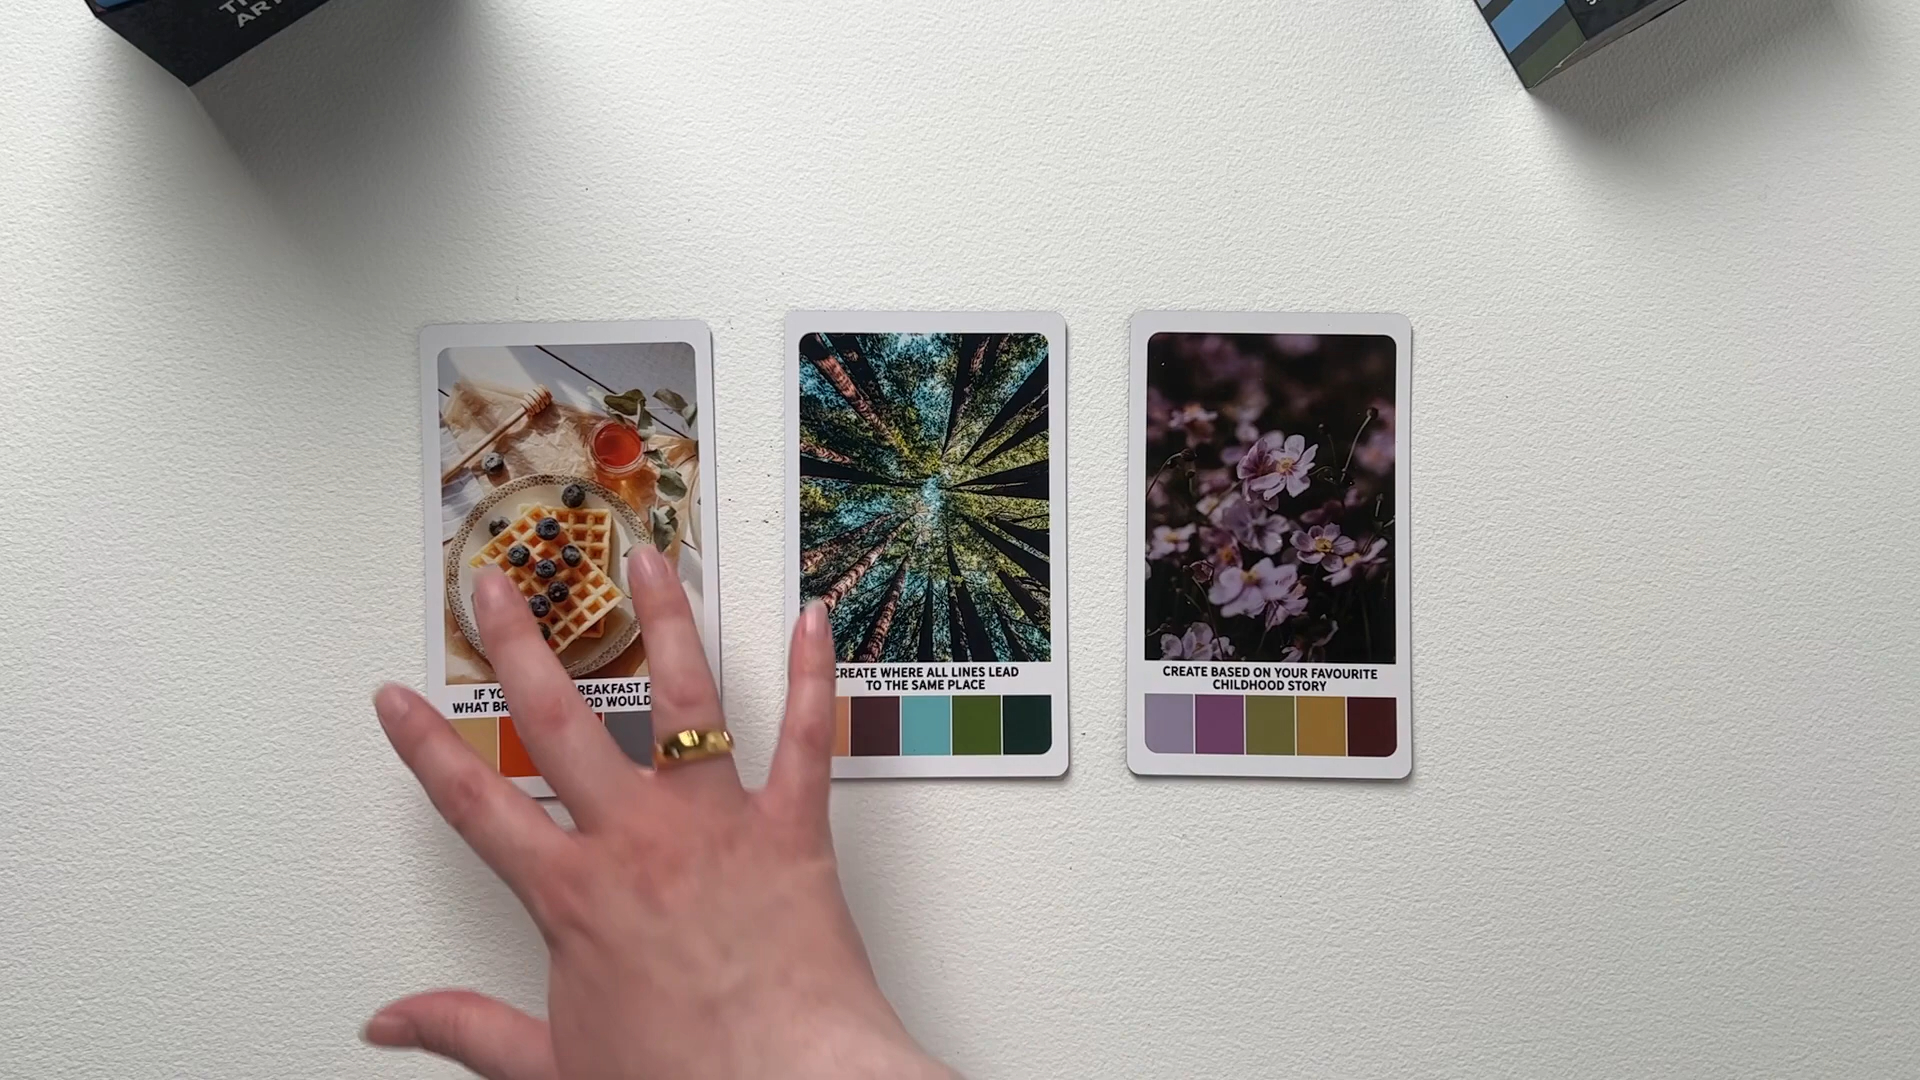 IF YO REAKFAST F
WHAT BR OD WOULD
CREATE WHERE ALL LINES LEAD
TO THE SAME PLACE
CREATE BASED ON YOUR FAVOURITE
CHILDHOOD STORY